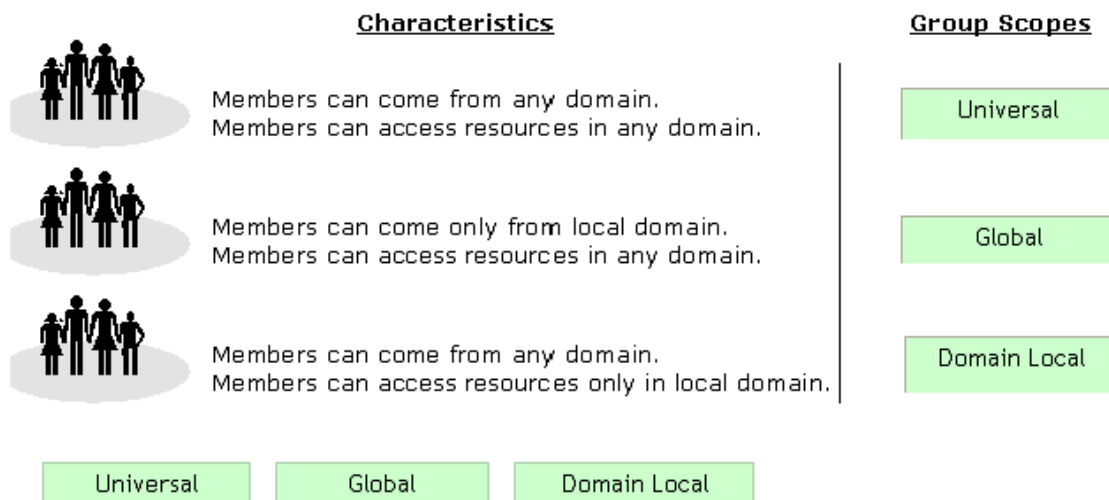 Characteristics
Group Scopes
Members can come from any domain.
Members can access resources in any domain.
Universal
Members can come only from local domain.
Members can access resources in any domain.
Global
Members can come from any domain.
Members can access resources only in local domain.
Domain Local
Universal
Global
Domain Local